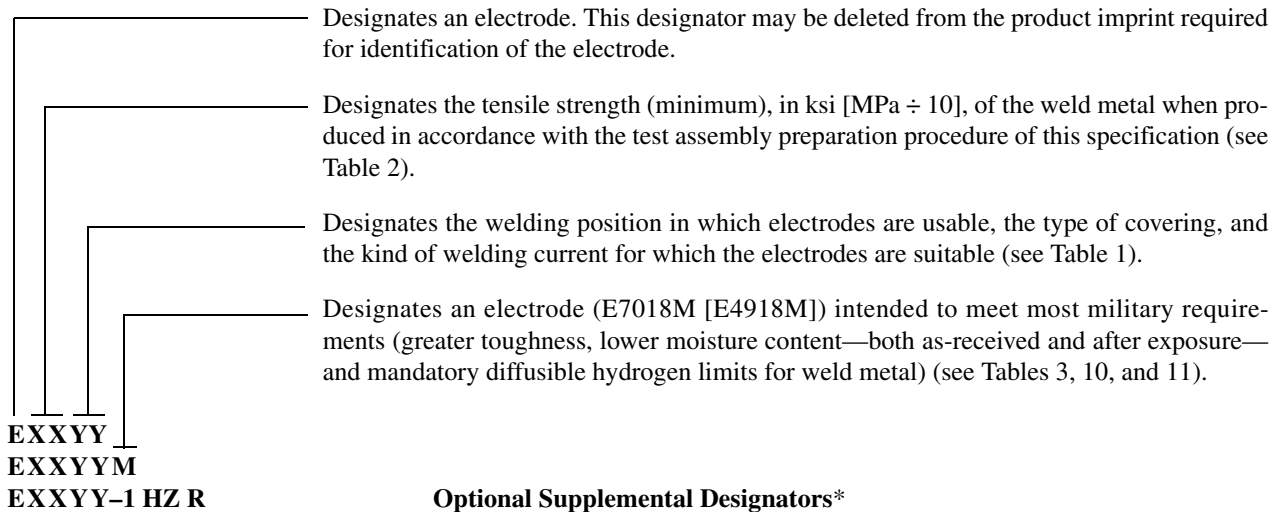 Designates an electrode. This designator may be deleted from the product imprint required
for identification of the electrode.
Designates the tensile strength (minimum), in ksi [MPa ÷ 10], of the weld metal when pro-
duced in accordance with the test assembly preparation procedure of this specification (see
Table 2).
Designates the welding position in which electrodes are usable, the type of covering, and
the kind of welding current for which the electrodes are suitable (see Table 1).
Designates an electrode (E7018M [E4918M]) intended to meet most military require-
ments (greater toughness, lower moisture content—both as-received and after exposure—
and mandatory diffusible hydrogen limits for weld metal) (see Tables 3, 10, and 11).
EXXYY
EXXYYM
EXXYY–1 HZ R Optional Supplemental Designators*